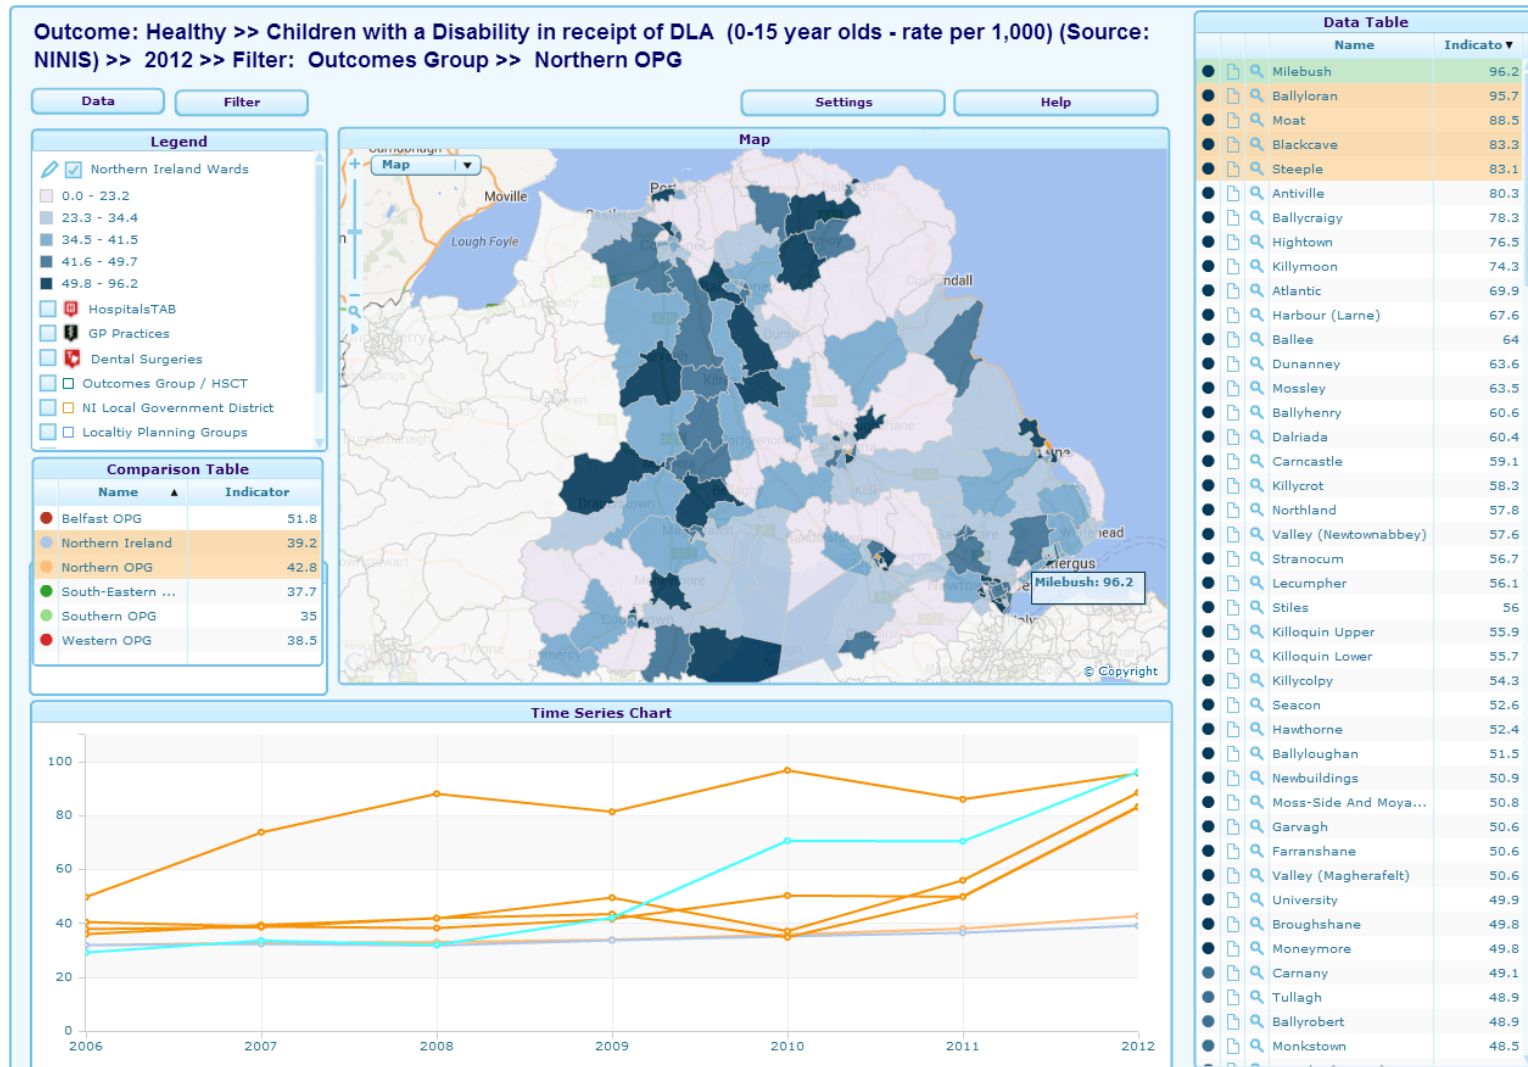 Outcome: Healthy >> Children with a Disability in receipt of DLA (0-15 year olds - rate per 1,000) (Source:
NINIS) >> 2012 >> Filter: Outcomes Group >> Northern OPG
Data
Filter
Settings
Help
Legend
Northern Ireland Wards
0.0 - 23.2
23.3 - 34.4
34.5 - 41.5
41.6 - 49.7
49.8 - 96.2
HospitalsTAB
GP Practices
Dental Surgeries
Outcomes Group / HSCT
NI Local Government District
Localtiy Planning Groups
Comparison Table
Name ▲ Indicator
Belfast OPG 51.8
Northern Ireland 39.2
Northern OPG 42.8
South-Eastern ... 37.7
Southern OPG 35
Western OPG 38.5
Map
Map
Moville
Lough Foyle
Milebush: 96.2
© Copyright
Time Series Chart
100
80
60
40
20
0
2006 2007 2008 2009 2010 2011 2012
Data Table
Name Indicato ▼
Milebush 96.2
Ballyloran 95.7
Moat 88.5
Blackcave 83.3
Steeple 83.1
Antiville 80.3
Ballycraigy 78.3
Hightown 76.5
Killymoon 74.3
Atlantic 69.9
Harbour (Larne) 67.6
Ballee 64
Dunanney 63.6
Mossley 63.5
Ballyhenry 60.6
Dalriada 60.4
Carncastle 59.1
Killycrot 58.3
Northland 57.8
Valley (Newtownabbey) 57.6
Stranocum 56.7
Lecumpher 56.1
Stiles 56
Killoquin Upper 55.9
Killoquin Lower 55.7
Killycolpy 54.3
Seacon 52.6
Hawthorne 52.4
Ballyloughan 51.5
Newbuildings 50.9
Moss-Side And Moya... 50.8
Garvagh 50.6
Farranshane 50.6
Valley (Magherafelt) 50.6
University 49.9
Broughshane 49.8
Moneymore 49.8
Carnany 49.1
Tullagh 48.9
Ballyrobert 48.9
Monkstown 48.5